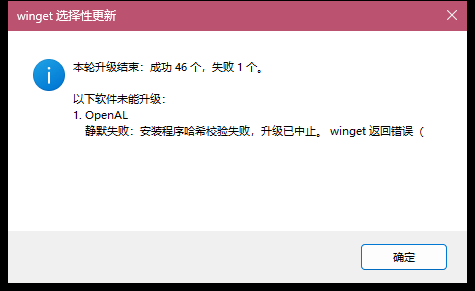 winget 选择性更新
本轮升级结束：成功 46 个，失败 1 个。
以下软件未能升级：
1. OpenAL
静默失败：安装程序哈希校验失败，升级已中止。 winget 返回错误（
确定